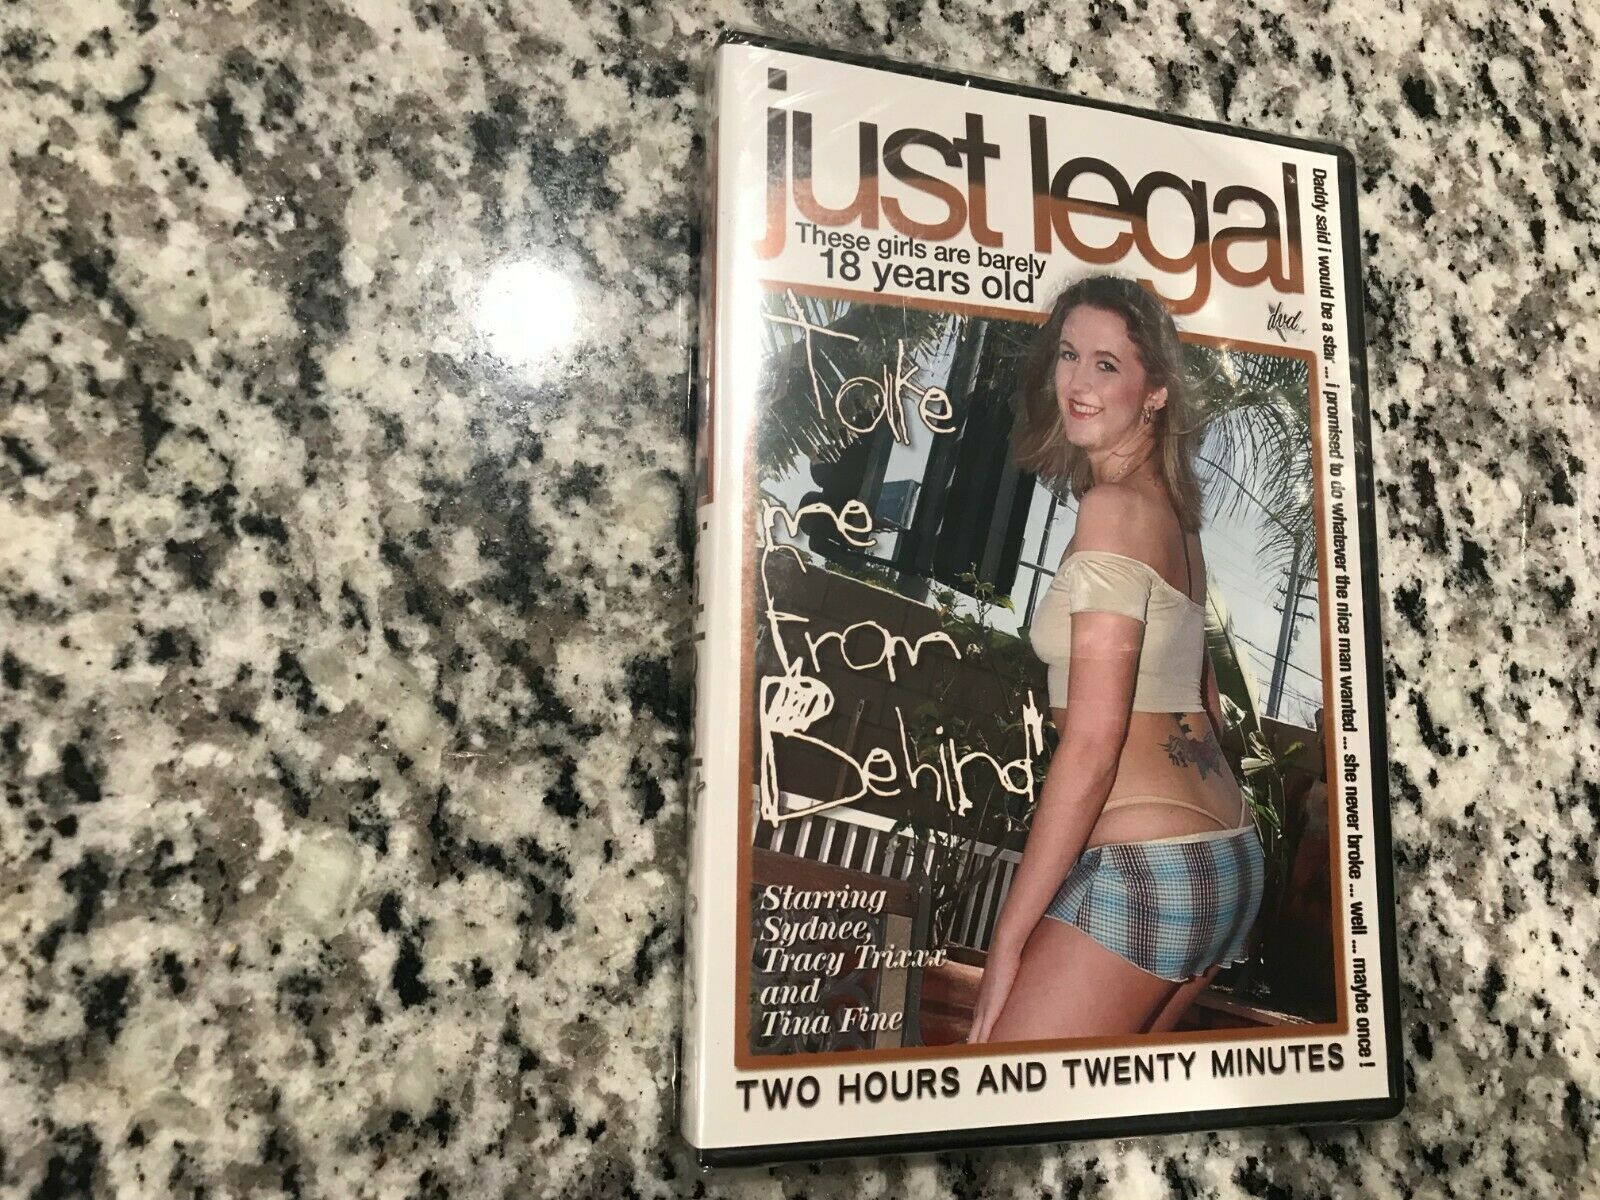 just legal
These girls are barely
18 years old
dvd
Take
me
From
Behind
Starring
Sydnee,
Tracy Trixxx
and
Tina Fine
TWO HOURS AND TWENTY MINUTES
Daddy said i would be a star ... i promised to do whatever the nice man wanted ... she never broke ... well ... maybe once !